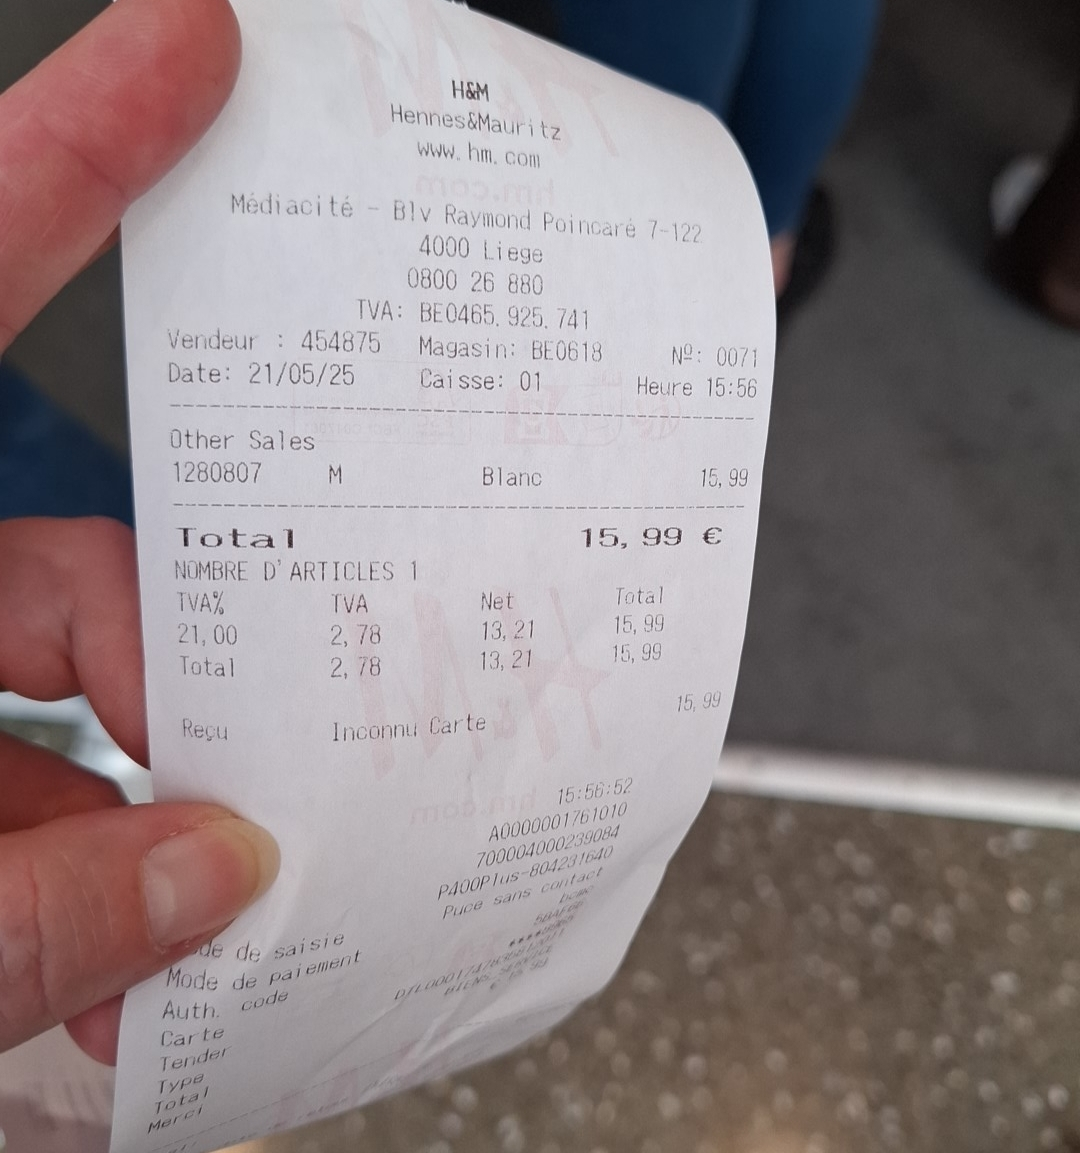 H&M
Hennes&Mauritz
www.hm.com
Médiacité - Blv Raymond Poincaré 7-122
4000 Liege
0800 26 880
TVA: BE0465.925.741
Vendeur : 454875 Magasin: BE0618 Nº: 0071
Date: 21/05/25 Caisse: 01 Heure 15:56
Other Sales
1280807 M Blanc 15,99
Total 15,99 €
NOMBRE D'ARTICLES 1
TVA% TVA Net Total
21,00 2,78 13,21 15,99
Total 2,78 13,21 15,99
15,99
Reçu Inconnu Carte
15:56:52
A0000001761010
700004000239084
P400Plus-804231640
Puce sans contact
de de saisie
Mode de paiement
Auth. code
Carte
Tender
Type
Total
Merci